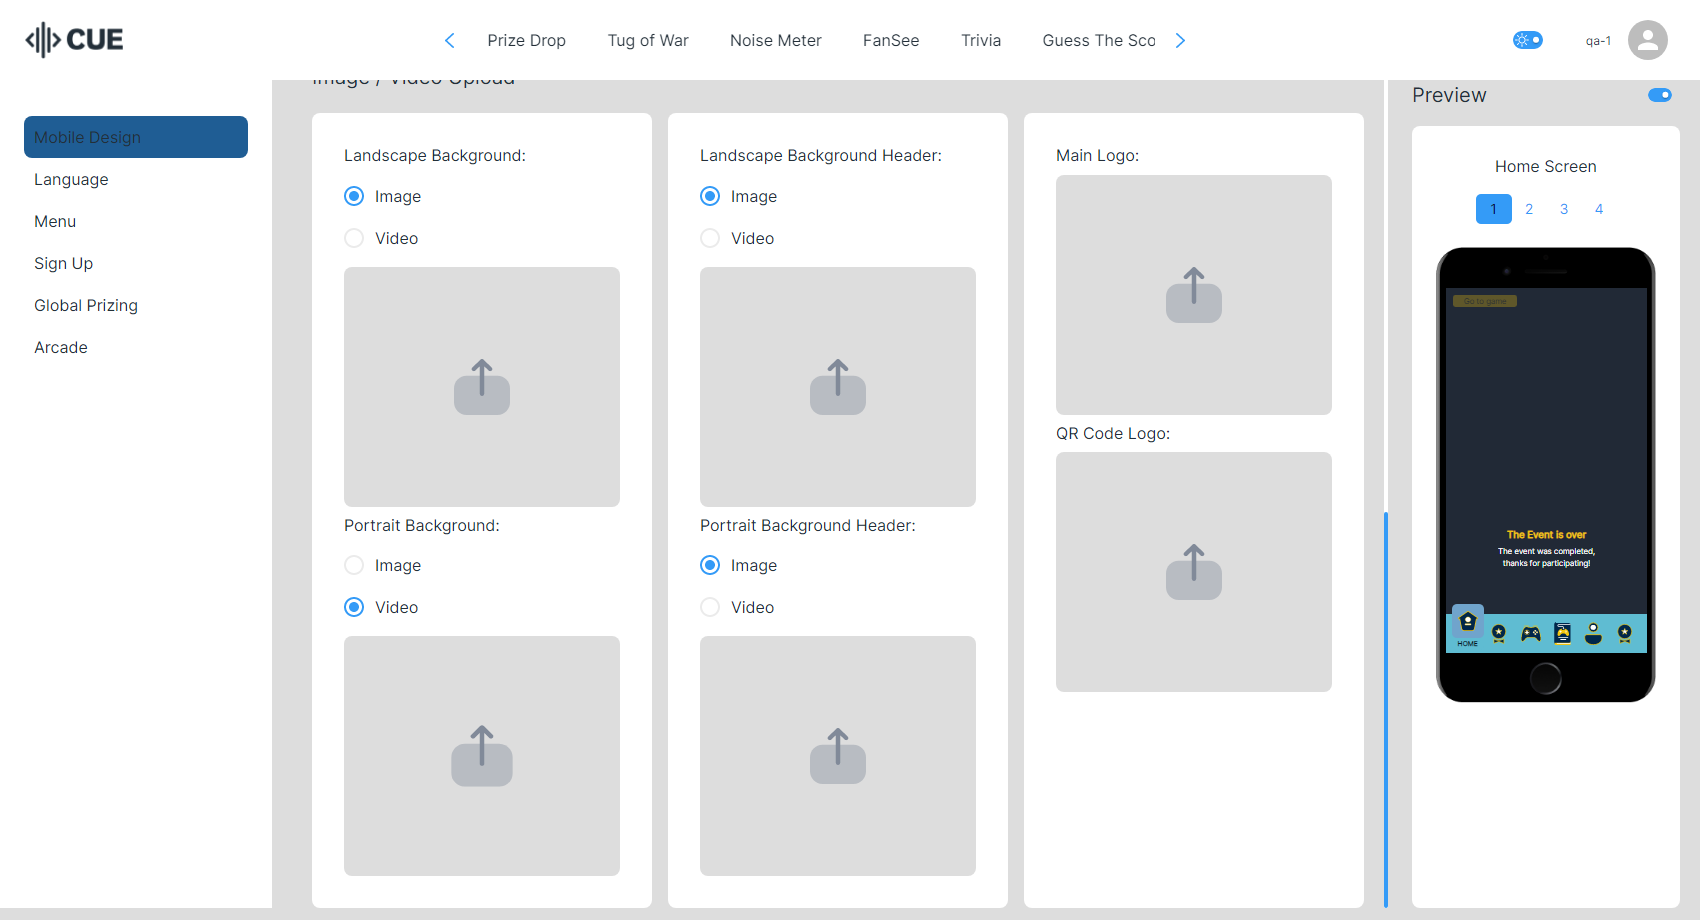 CUE
Prize Drop
Tug of War
Noise Meter
FanSee
Trivia
Guess The Sco
qa-1
Mobile Design
Language
Menu
Sign Up
Global Prizing
Arcade
Image / Video Upload
Landscape Background:
Image
Video
Portrait Background:
Image
Video
Landscape Background Header:
Image
Video
Portrait Background Header:
Image
Video
Main Logo:
QR Code Logo:
Preview
Home Screen
1 2 3 4
Go to game
The Event is over
The event was completed,
thanks for participating!
HOME